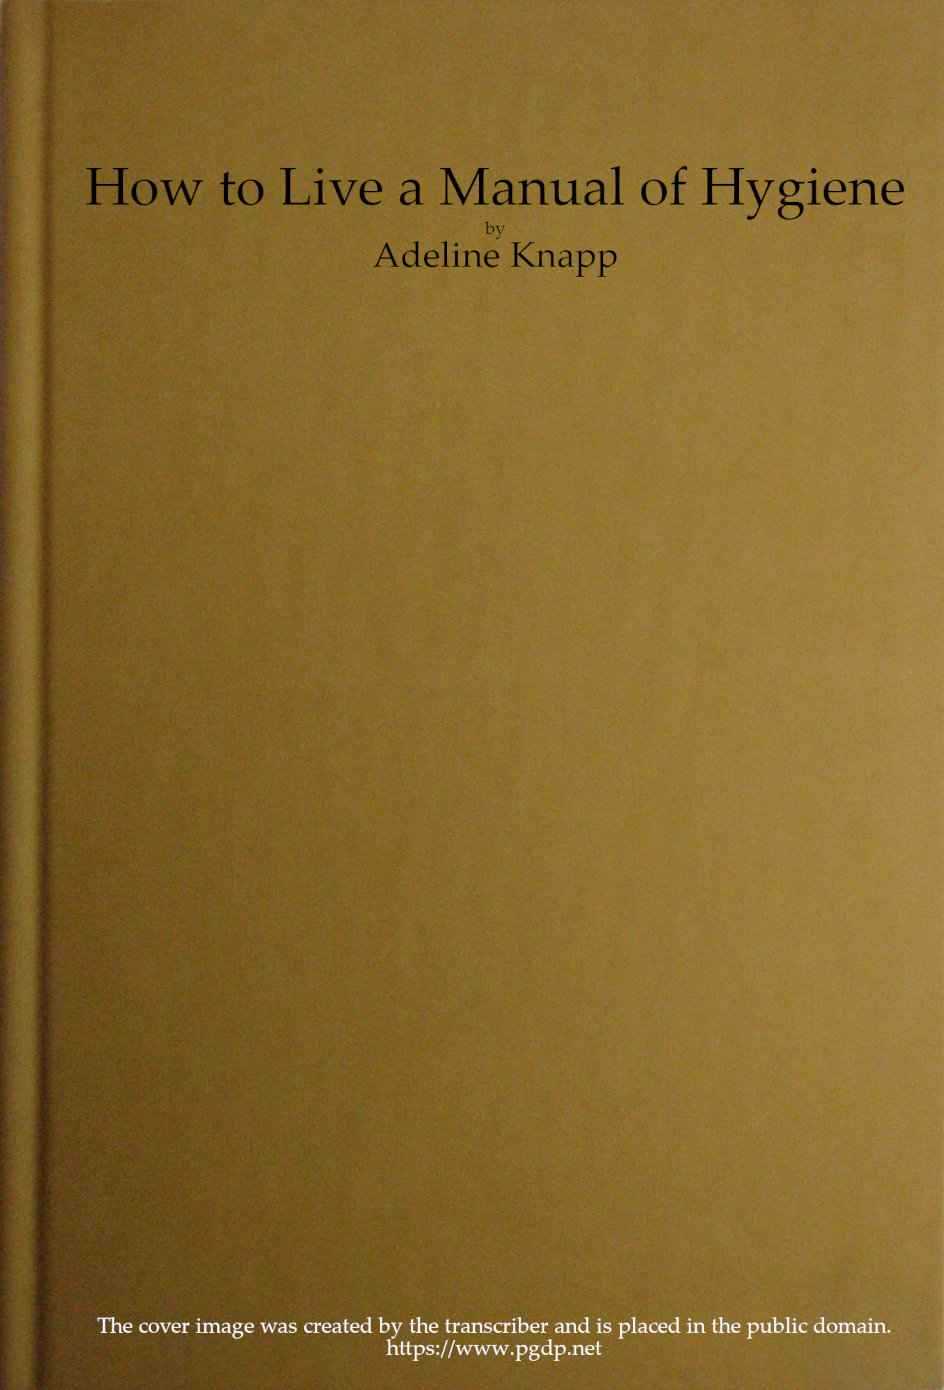 How to Live a Manual of Hygiene
by
Adeline Knapp
The cover image was created by the transcriber and is placed in the public domain.
https://www.pgdp.net